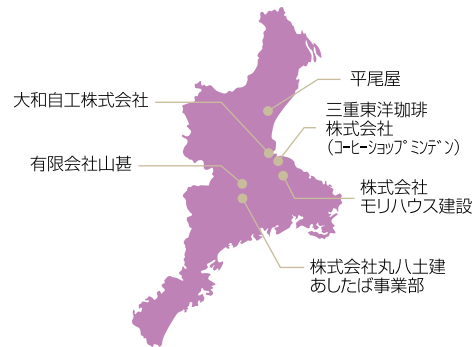 平尾屋
大和自工株式会社
三重東洋珈琲
株式会社
(ｺｰﾋｰｼｮｯﾌﾟﾐﾝﾃﾞﾝ)
有限会社山甚
株式会社
モリハウス建設
株式会社丸八土建
あしたば事業部